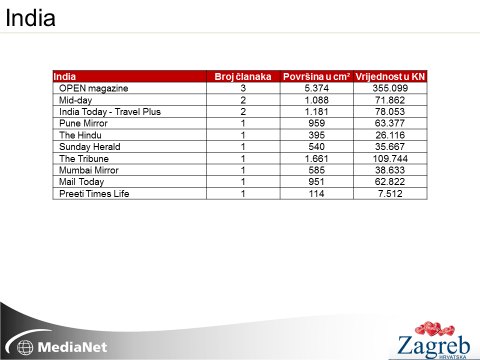 India
India Broj članaka Površina u cm² Vrijednost u KN
OPEN magazine 3 5.374 355.099
Mid-day 2 1.088 71.862
India Today - Travel Plus 2 1.181 78.053
Pune Mirror 1 959 63.377
The Hindu 1 395 26.116
Sunday Herald 1 540 35.667
The Tribune 1 1.661 109.744
Mumbai Mirror 1 585 38.633
Mail Today 1 951 62.822
Preeti Times Life 1 114 7.512
MediaNet
Zagreb
HRVATSKA